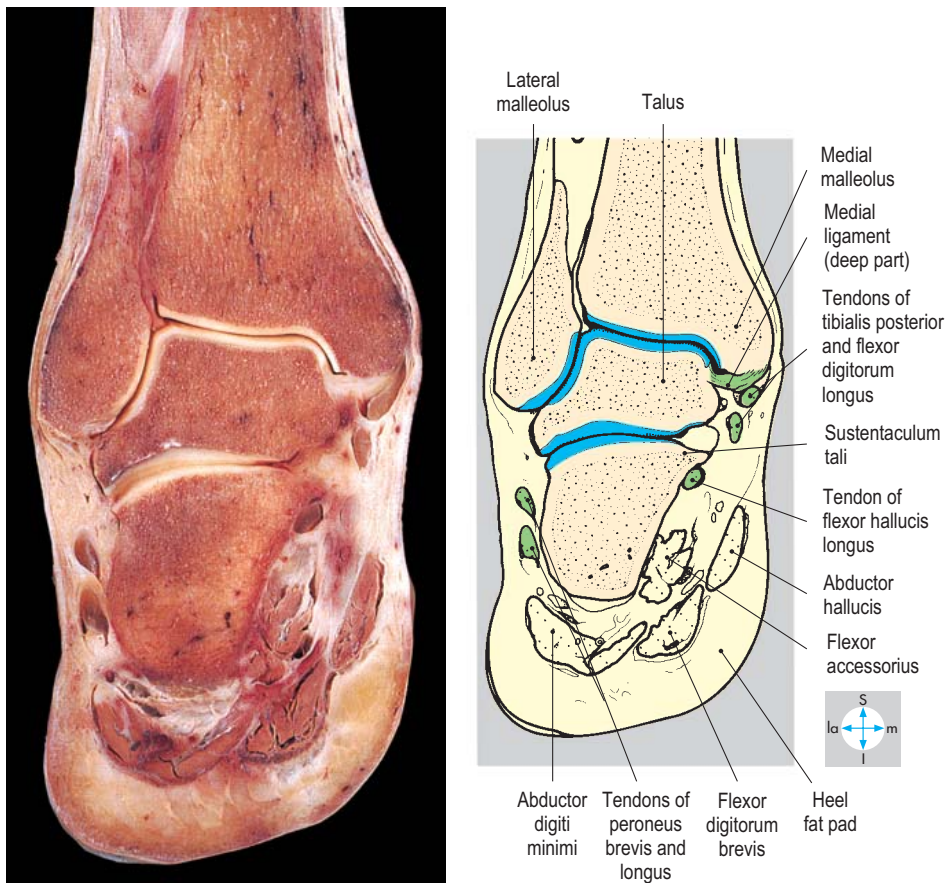 Lateral
malleolus
Talus
Medial
malleolus
Medial
ligament
(deep part)
Tendons of
tibialis posterior
and flexor
digitorum
longus
Sustentaculum
tali
Tendon of
flexor hallucis
longus
Abductor
hallucis
Flexor
accessorius
S
la
m
I
Abductor
digiti
minimi
Tendons of
peroneus
brevis and
longus
Flexor
digitorum
brevis
Heel
fat pad